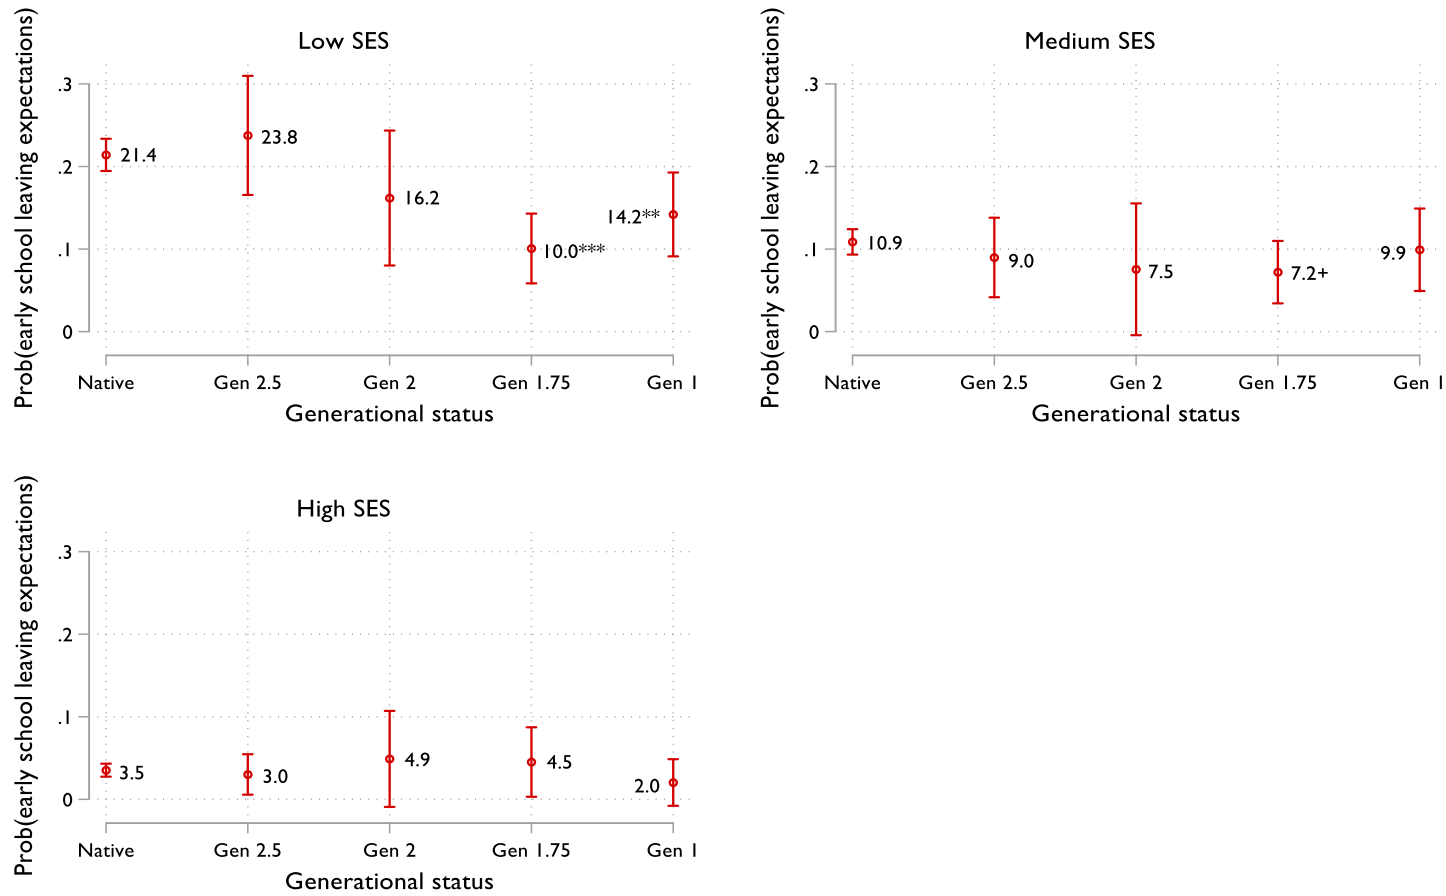 Low SES
Prob(early school leaving expectations)
.3
.2
.1
0
21.4
23.8
16.2
10.0***
14.2**
Native Gen 2.5 Gen 2 Gen 1.75 Gen 1
Generational status
Medium SES
Prob(early school leaving expectations)
.3
.2
.1
0
10.9
9.0
7.5
7.2+
9.9
Native Gen 2.5 Gen 2 Gen 1.75 Gen 1
Generational status
High SES
Prob(early school leaving expectations)
.3
.2
.1
0
3.5
3.0
4.9
4.5
2.0
Native Gen 2.5 Gen 2 Gen 1.75 Gen 1
Generational status